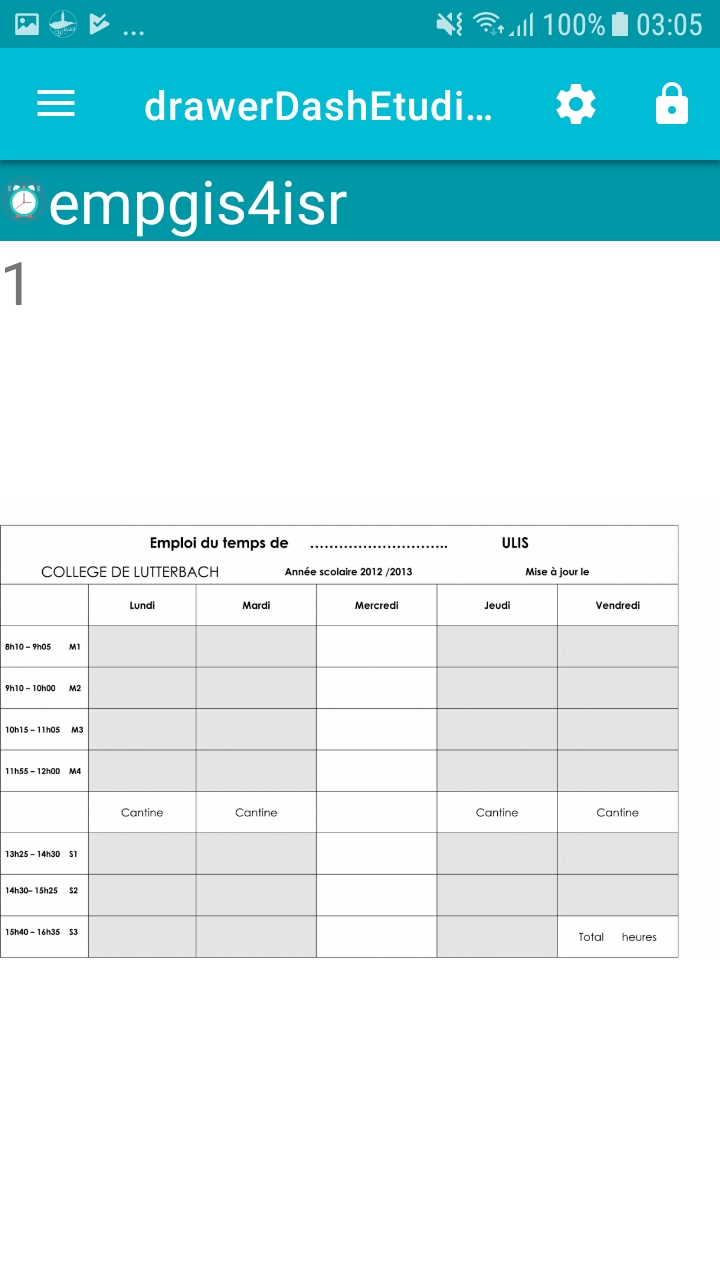 ... 100% 03:05
drawerDashEtudi...
empgis4isr
1
Emploi du temps de ............................. ULIS
COLLEGE DE LUTTERBACH Année scolaire 2012 /2013 Mise à jour le
Lundi Mardi Mercredi Jeudi Vendredi
8h10 – 9h05 M1
9h10 – 10h00 M2
10h15 – 11h05 M3
11h55 – 12h00 M4
Cantine Cantine Cantine Cantine
13h25 – 14h30 S1
14h30– 15h25 S2
15h40 – 16h35 S3 Total heures